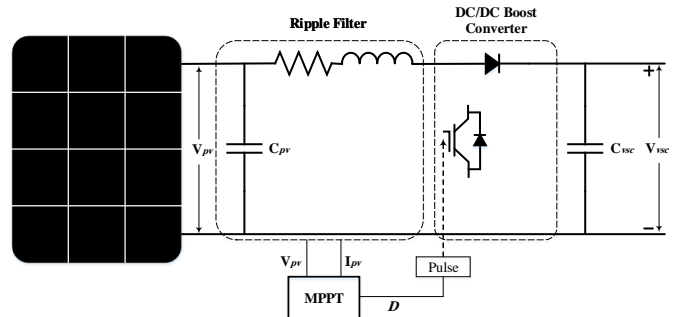 Ripple Filter
DC/DC Boost
Converter
+
Vpv
Cpv
Cvsc
Vvsc
−
Vpv
Ipv
Pulse
MPPT
D